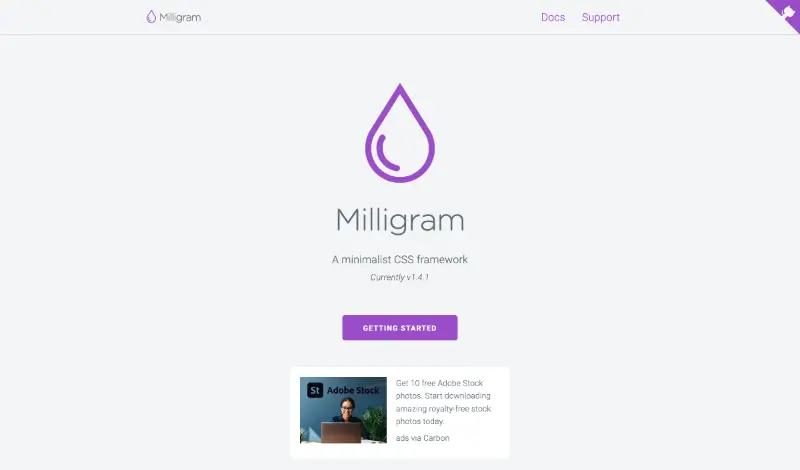 Milligram
Docs
Support
Milligram
A minimalist CSS framework
Currently v1.4.1
GETTING STARTED
St Adobe Stock
Get 10 free Adobe Stock
photos. Start downloading
amazing royalty-free stock
photos today.
ads via Carbon